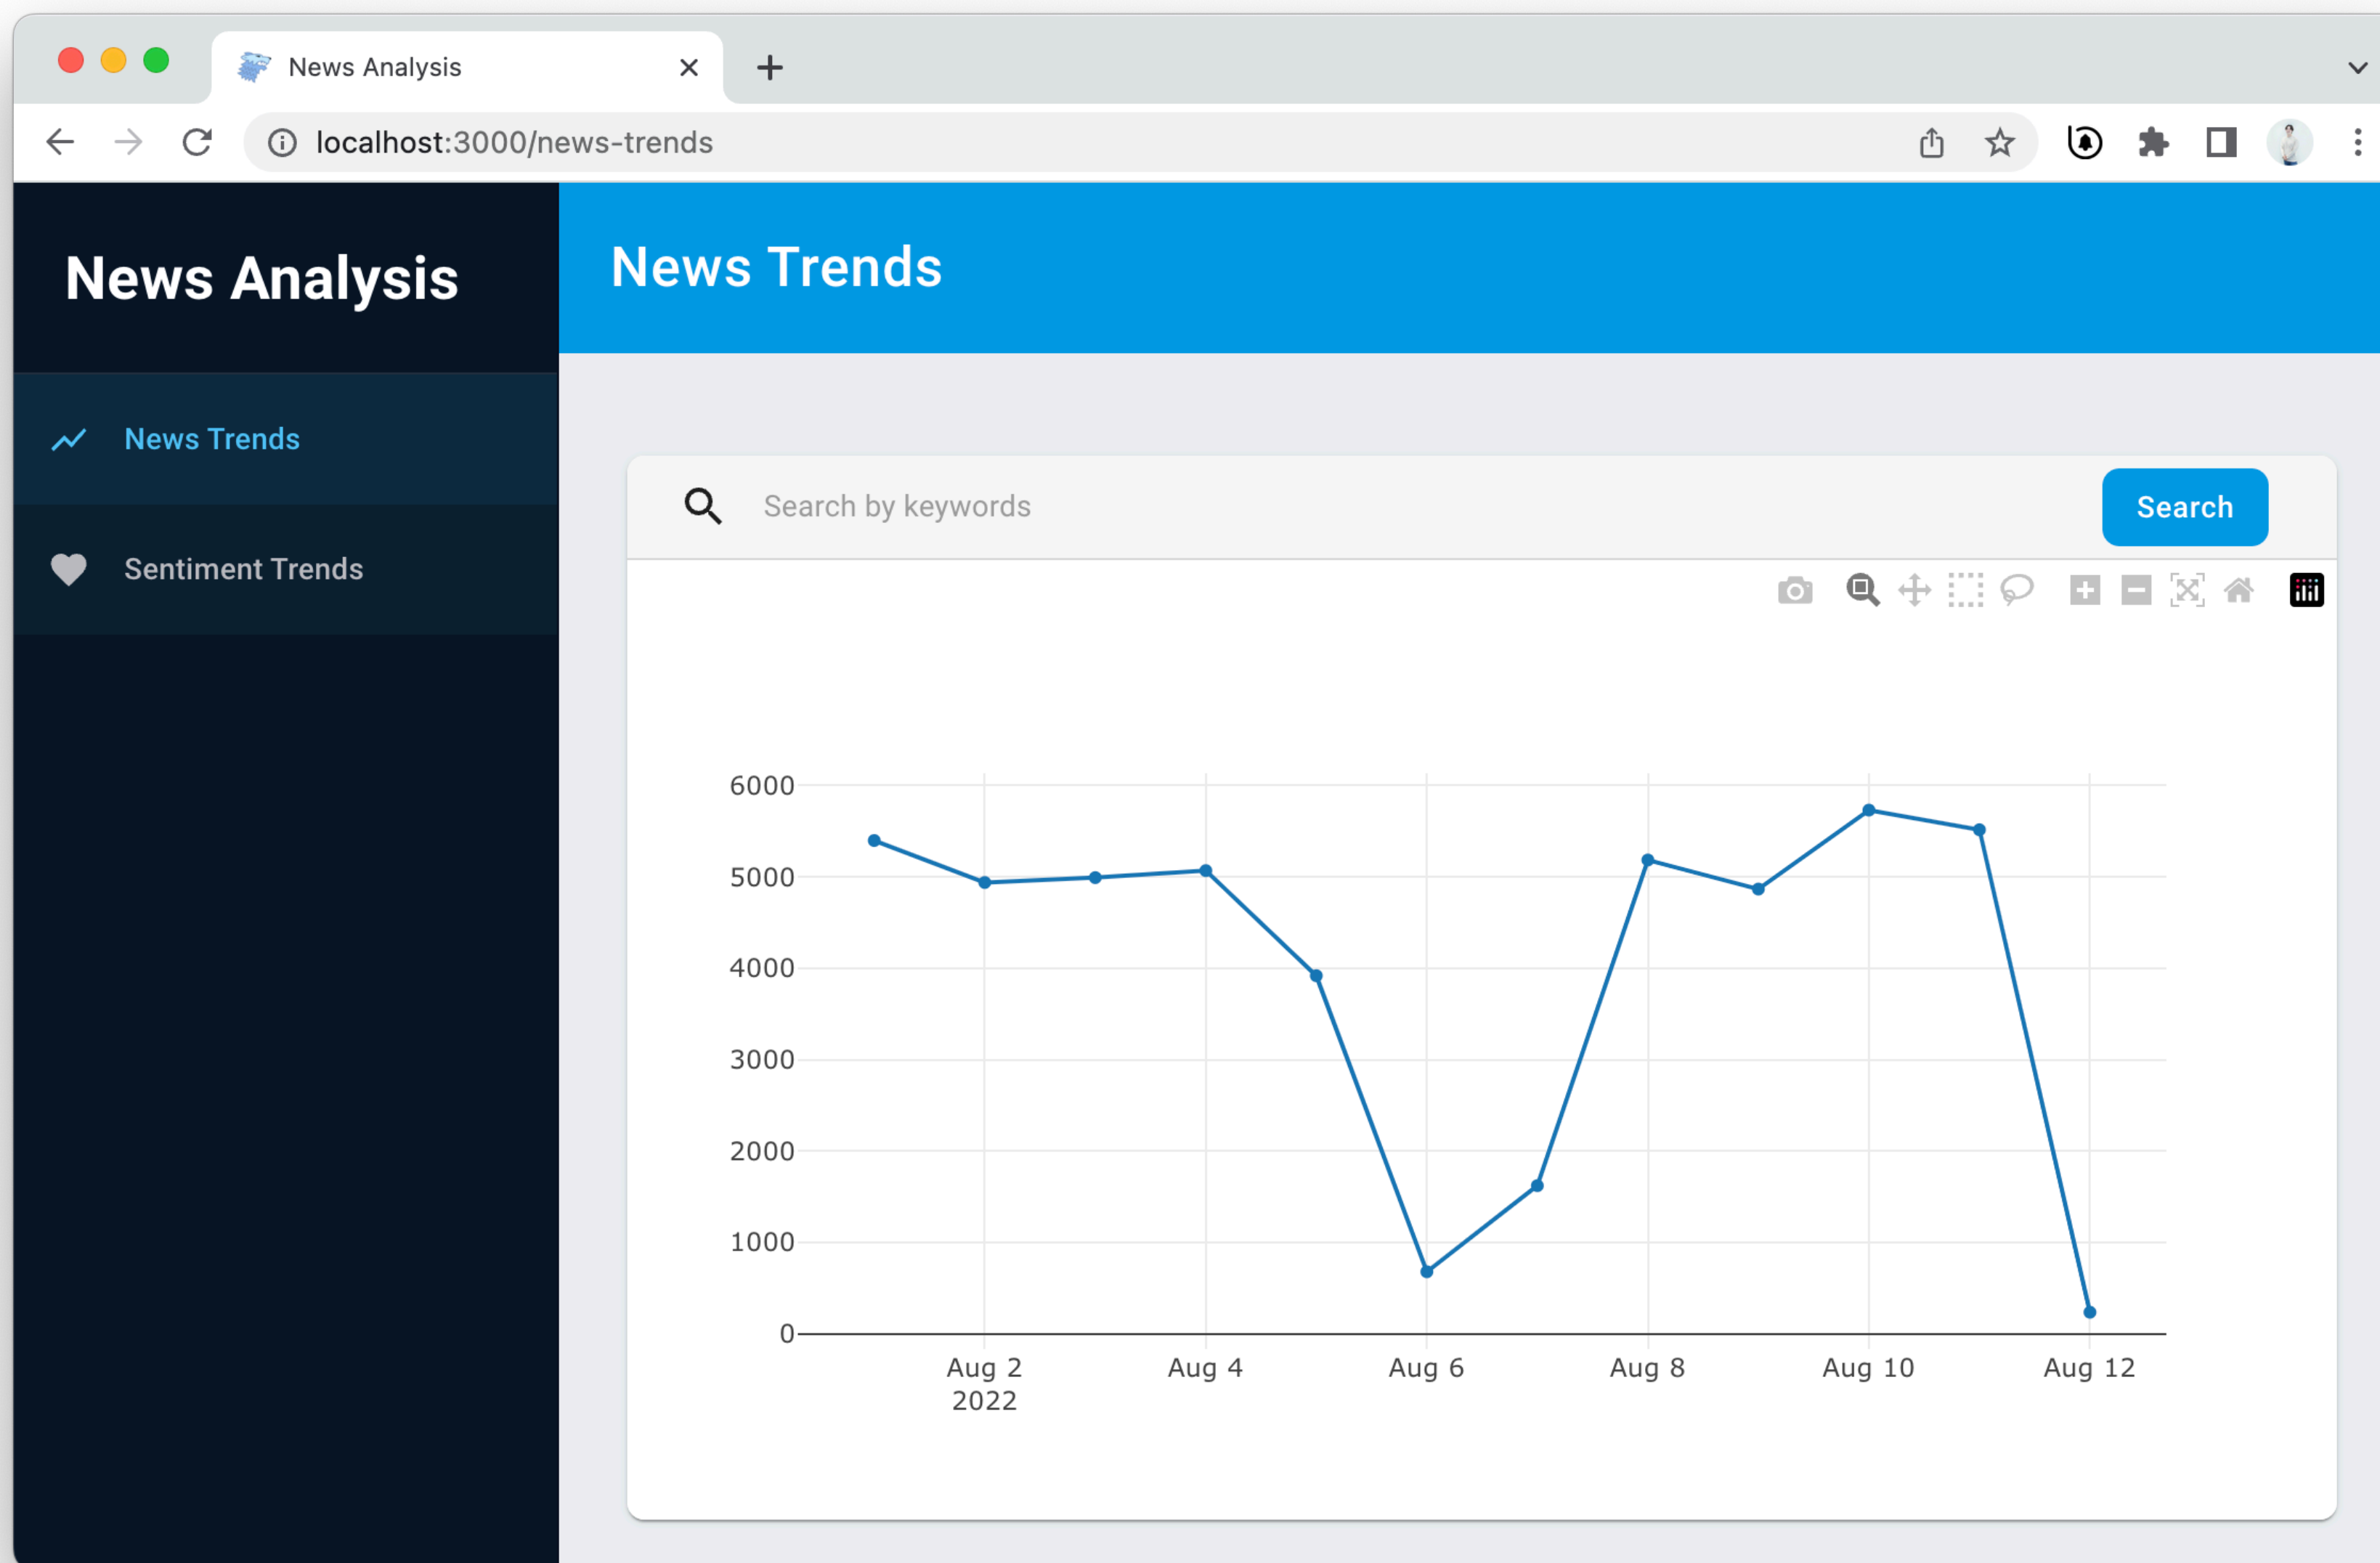 News Analysis
localhost:3000/news-trends
News Analysis
News Trends
Sentiment Trends
News Trends
Search by keywords
Search
6000
5000
4000
3000
2000
1000
0
Aug 2 Aug 4 Aug 6 Aug 8 Aug 10 Aug 12
2022